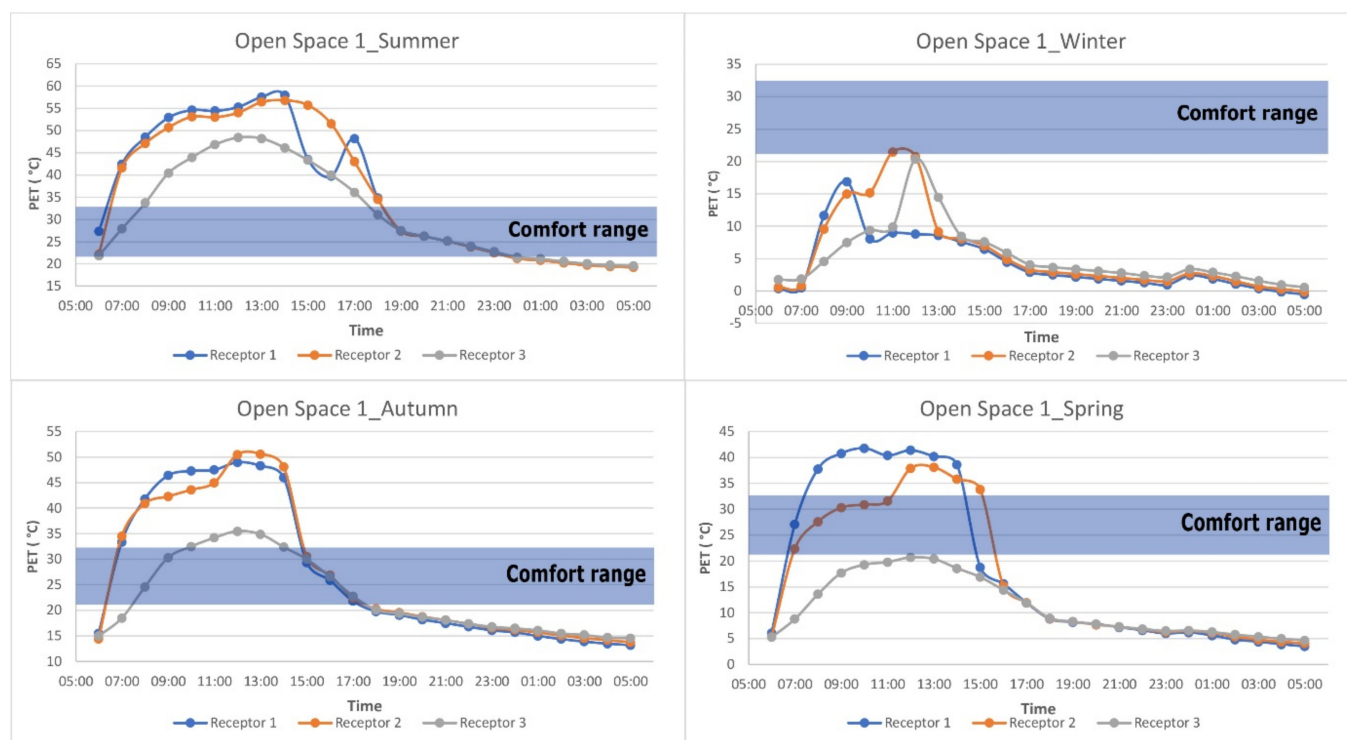 Open Space 1_Summer
65
60
55
50
45
40
35
30
25
20
15
PET ( °C)
Comfort range
05:00 07:00 09:00 11:00 13:00 15:00 17:00 19:00 21:00 23:00 01:00 03:00 05:00
Time
Receptor 1 Receptor 2 Receptor 3
Open Space 1_Winter
35
30
25
20
15
10
5
0
-5
PET ( °C)
Comfort range
05:00 07:00 09:00 11:00 13:00 15:00 17:00 19:00 21:00 23:00 01:00 03:00 05:00
Time
Receptor 1 Receptor 2 Receptor 3
Open Space 1_Autumn
55
50
45
40
35
30
25
20
15
10
PET ( °C)
Comfort range
05:00 07:00 09:00 11:00 13:00 15:00 17:00 19:00 21:00 23:00 01:00 03:00 05:00
Time
Receptor 1 Receptor 2 Receptor 3
Open Space 1_Spring
45
40
35
30
25
20
15
10
5
0
PET ( °C)
Comfort range
05:00 07:00 09:00 11:00 13:00 15:00 17:00 19:00 21:00 23:00 01:00 03:00 05:00
Time
Receptor 1 Receptor 2 Receptor 3